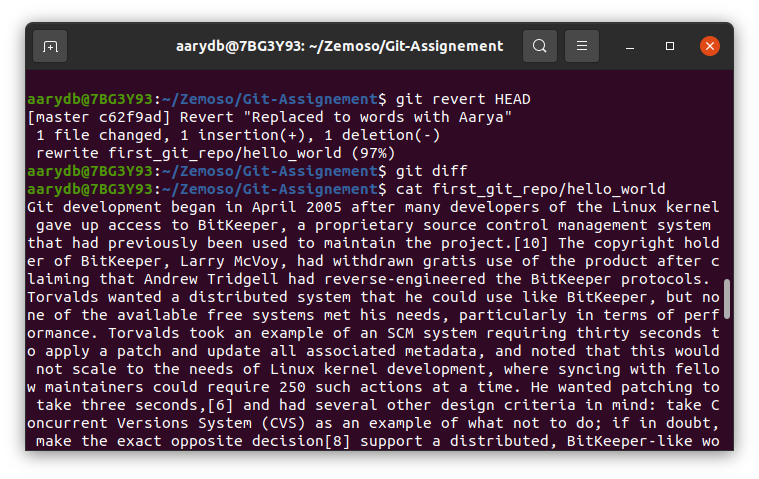 aarydb@7BG3Y93: ~/Zemoso/Git-Assignement
aarydb@7BG3Y93:~/Zemoso/Git-Assignement$ git revert HEAD
[master c62f9ad] Revert "Replaced to words with Aarya"
 1 file changed, 1 insertion(+), 1 deletion(-)
 rewrite first_git_repo/hello_world (97%)
aarydb@7BG3Y93:~/Zemoso/Git-Assignement$ git diff
aarydb@7BG3Y93:~/Zemoso/Git-Assignement$ cat first_git_repo/hello_world
Git development began in April 2005 after many developers of the Linux kernel
 gave up access to BitKeeper, a proprietary source control management system
that had previously been used to maintain the project.[10] The copyright hold
er of BitKeeper, Larry McVoy, had withdrawn gratis use of the product after c
laiming that Andrew Tridgell had reverse-engineered the BitKeeper protocols.
Torvalds wanted a distributed system that he could use like BitKeeper, but no
ne of the available free systems met his needs, particularly in terms of perf
ormance. Torvalds took an example of an SCM system requiring thirty seconds t
o apply a patch and update all associated metadata, and noted that this would
 not scale to the needs of Linux kernel development, where syncing with fello
w maintainers could require 250 such actions at a time. He wanted patching to
 take three seconds,[6] and had several other design criteria in mind: take C
oncurrent Versions System (CVS) as an example of what not to do; if in doubt,
 make the exact opposite decision[8] support a distributed, BitKeeper-like wo